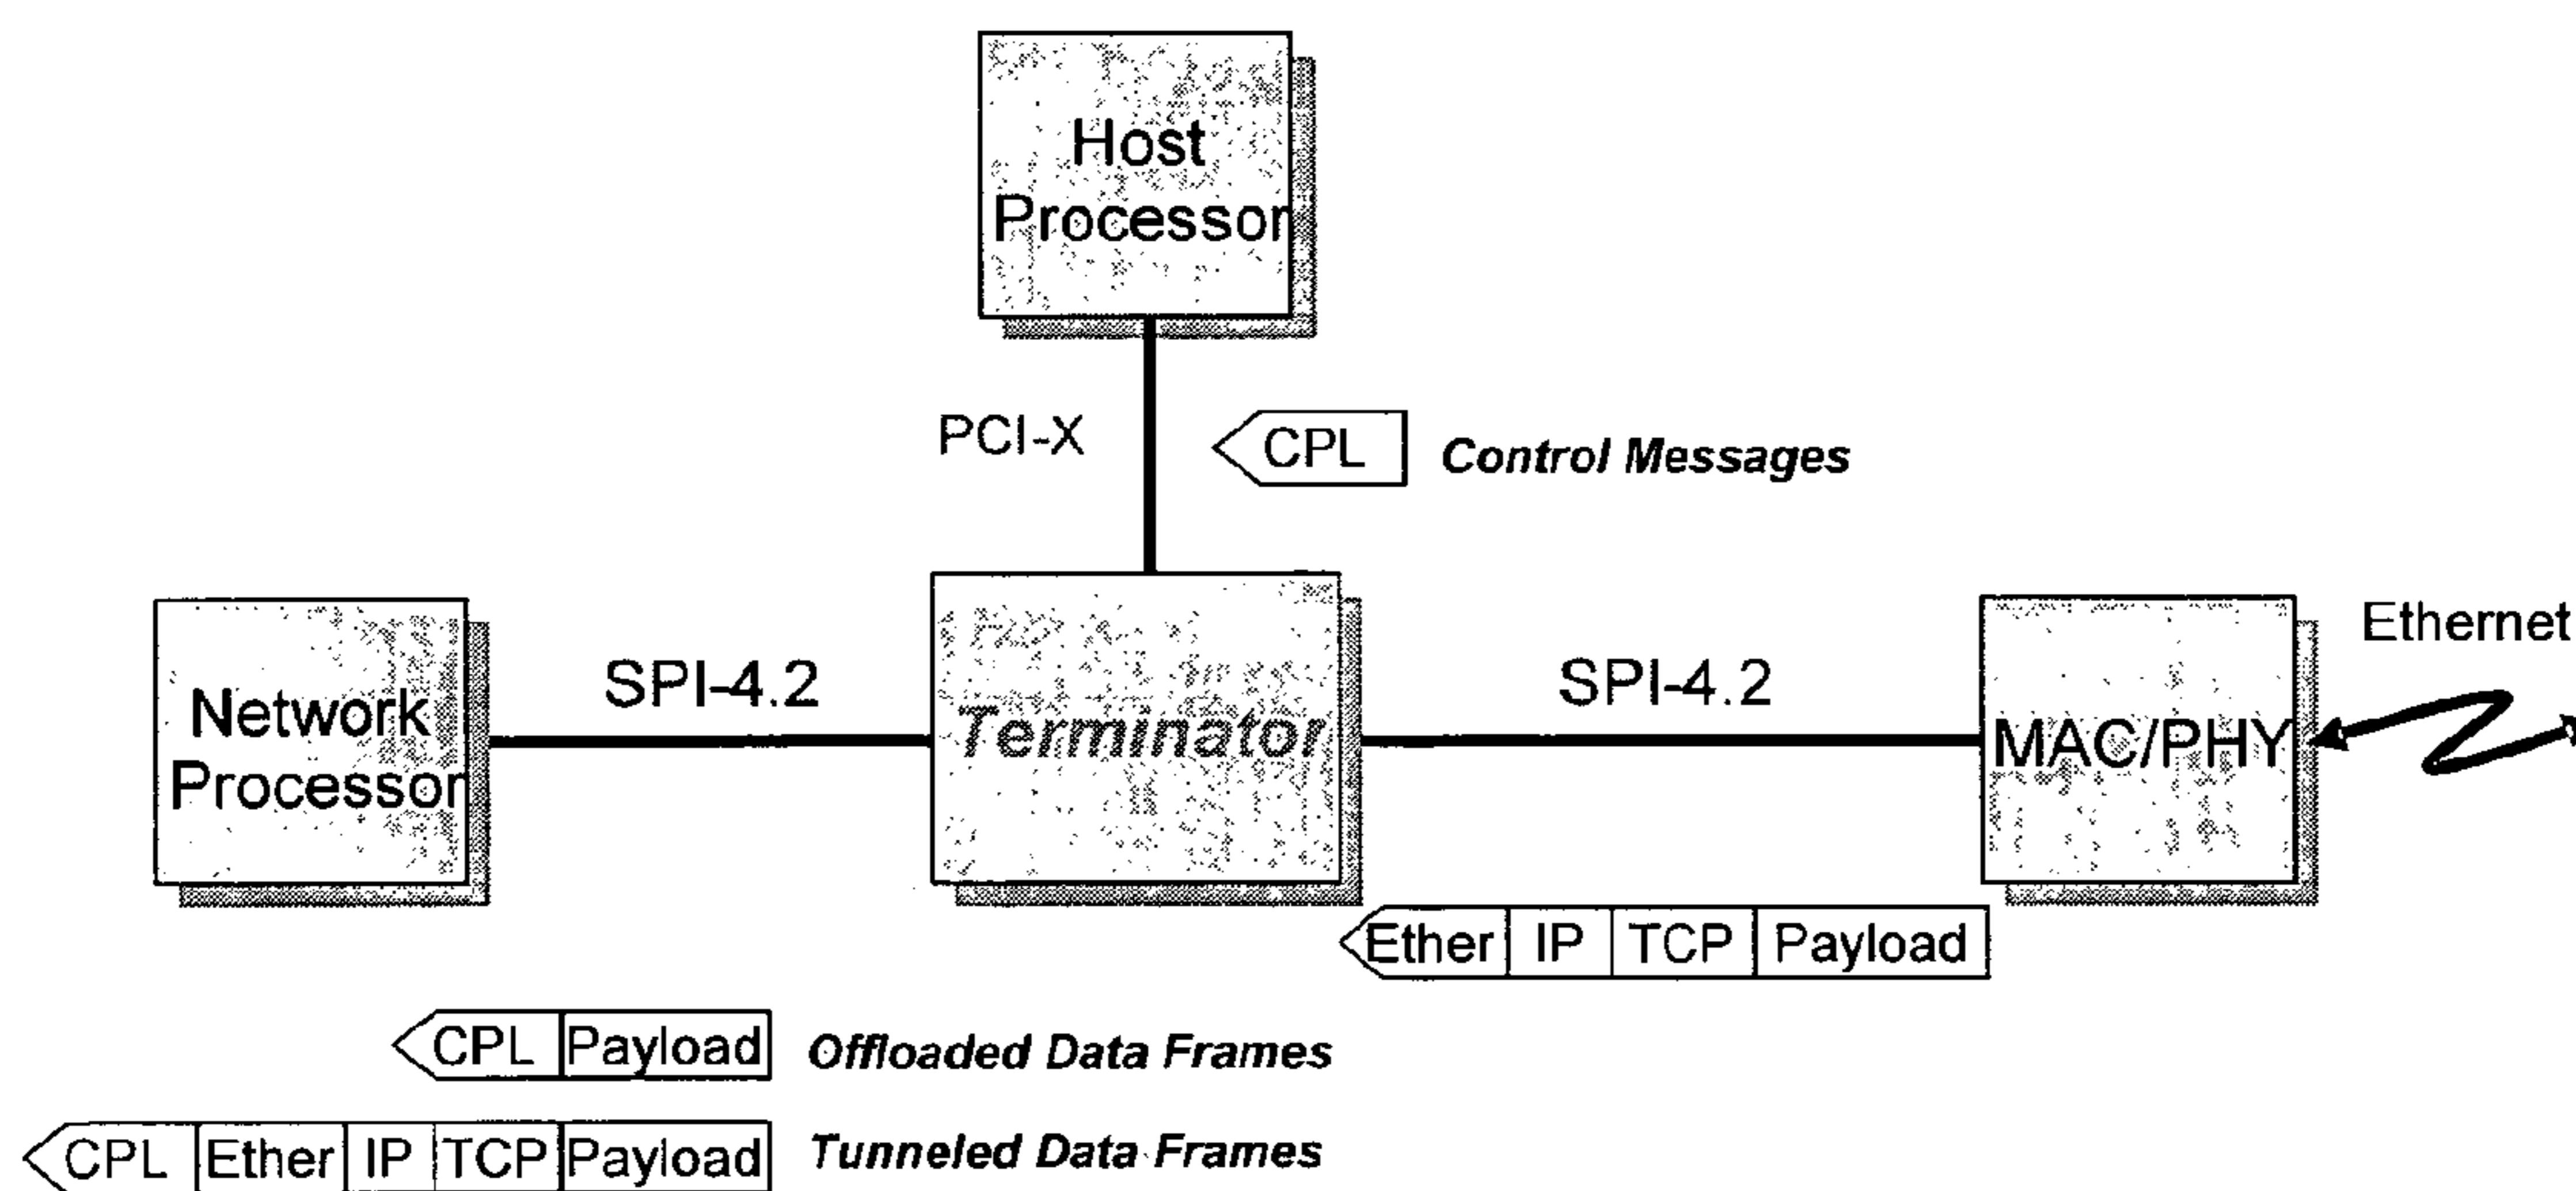 Host
Processor
PCI-X
CPL
Control Messages
Network
Processor
SPI-4.2
Terminator
SPI-4.2
MAC/PHY
Ethernet
Ether IP TCP Payload
CPL Payload
Offloaded Data Frames
CPL Ether IP TCP Payload
Tunneled Data Frames